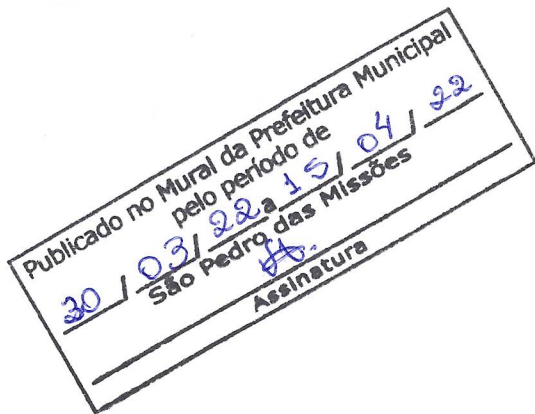 Publicado no Mural da Prefeitura Municipal
pelo período de
30 / 03 / 22 a 15 / 04 / 22
São Pedro das Missões
Assinatura